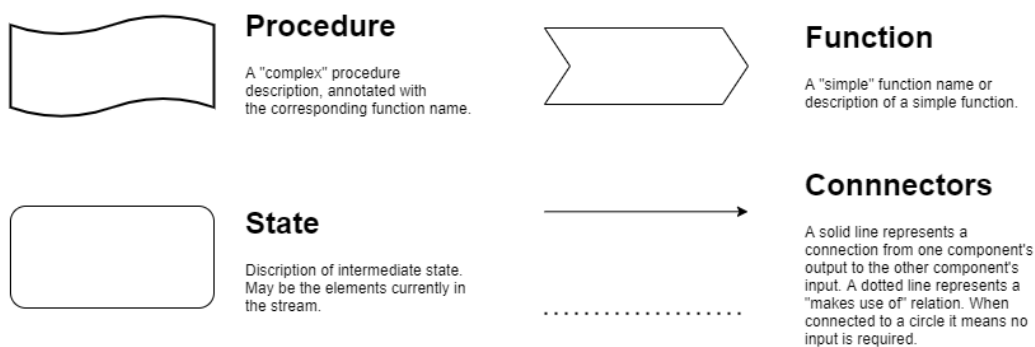 Procedure
A "complex" procedure
description, annotated with
the corresponding function name.
Function
A "simple" function name or
description of a simple function.
State
Discription of intermediate state.
May be the elements currently in
the stream.
Connnectors
A solid line represents a
connection from one component's
output to the other component's
input. A dotted line represents a
"makes use of" relation. When
connected to a circle it means no
input is required.